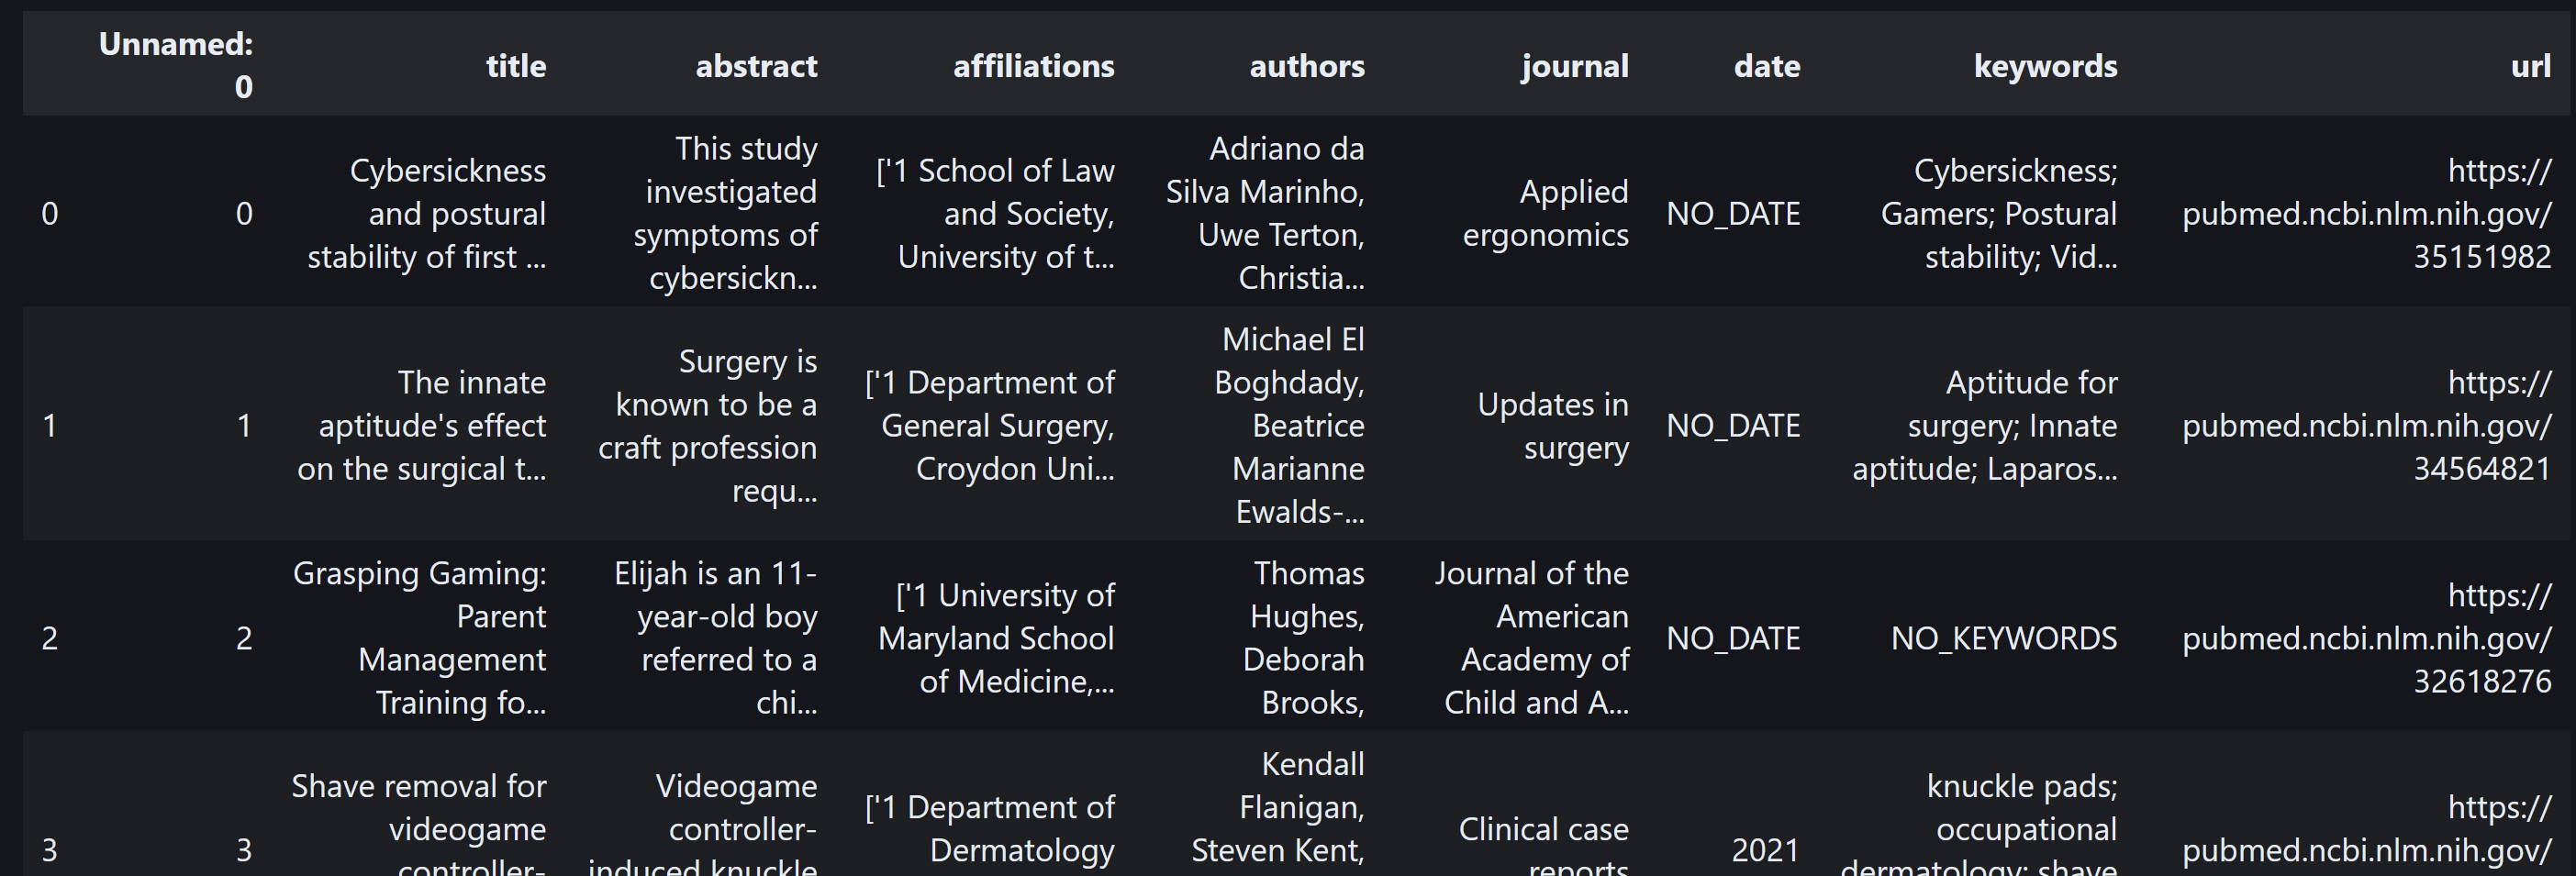 Unnamed:
0
title
abstract
affiliations
authors
journal
date
keywords
url
0
0
Cybersickness
and postural
stability of first ...
This study
investigated
symptoms of
cybersickn...
['1 School of Law
and Society,
University of t...
Adriano da
Silva Marinho,
Uwe Terton,
Christia...
Applied
ergonomics
NO_DATE
Cybersickness;
Gamers; Postural
stability; Vid...
https://
pubmed.ncbi.nlm.nih.gov/
35151982
1
1
The innate
aptitude's effect
on the surgical t...
Surgery is
known to be a
craft profession
requ...
['1 Department of
General Surgery,
Croydon Uni...
Michael El
Boghdady,
Beatrice
Marianne
Ewalds-...
Updates in
surgery
NO_DATE
Aptitude for
surgery; Innate
aptitude; Laparos...
https://
pubmed.ncbi.nlm.nih.gov/
34564821
2
2
Grasping Gaming:
Parent
Management
Training fo...
Elijah is an 11-
year-old boy
referred to a
chi...
['1 University of
Maryland School
of Medicine,...
Thomas
Hughes,
Deborah
Brooks,
Journal of the
American
Academy of
Child and A...
NO_DATE
NO_KEYWORDS
https://
pubmed.ncbi.nlm.nih.gov/
32618276
3
3
Shave removal for
videogame
controller-
Videogame
controller-
induced knuckle
['1 Department of
Dermatology
Kendall
Flanigan,
Steven Kent,
Clinical case
reports
2021
knuckle pads;
occupational
dermatology; shave
https://
pubmed.ncbi.nlm.nih.gov/